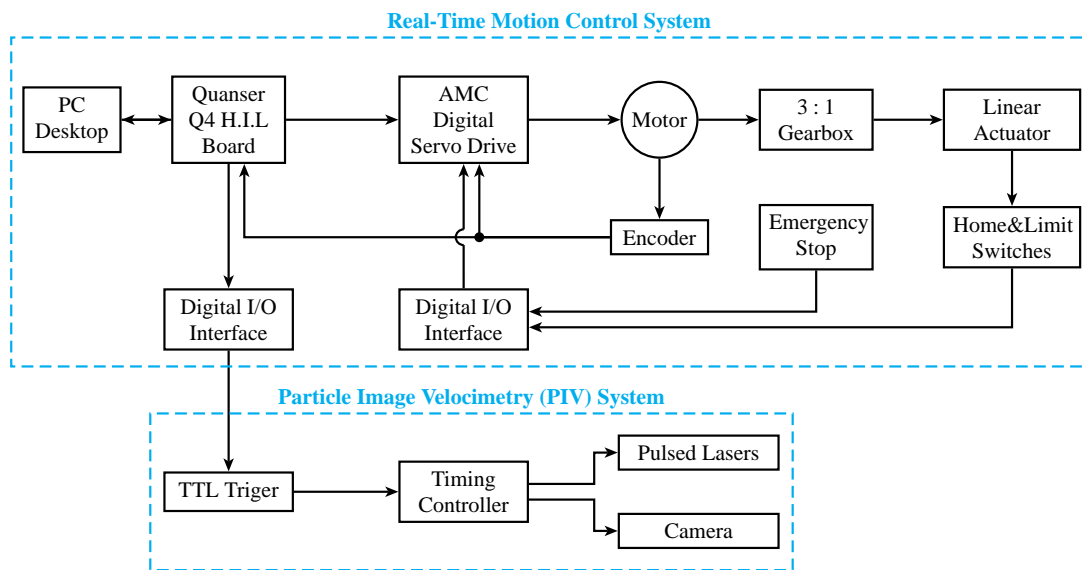 Real-Time Motion Control System
PC
Desktop
Quanser
Q4 H.I.L
Board
AMC
Digital
Servo Drive
Motor
3 : 1
Gearbox
Linear
Actuator
Encoder
Emergency
Stop
Home&Limit
Switches
Digital I/O
Interface
Digital I/O
Interface
Particle Image Velocimetry (PIV) System
TTL Triger
Timing
Controller
Pulsed Lasers
Camera